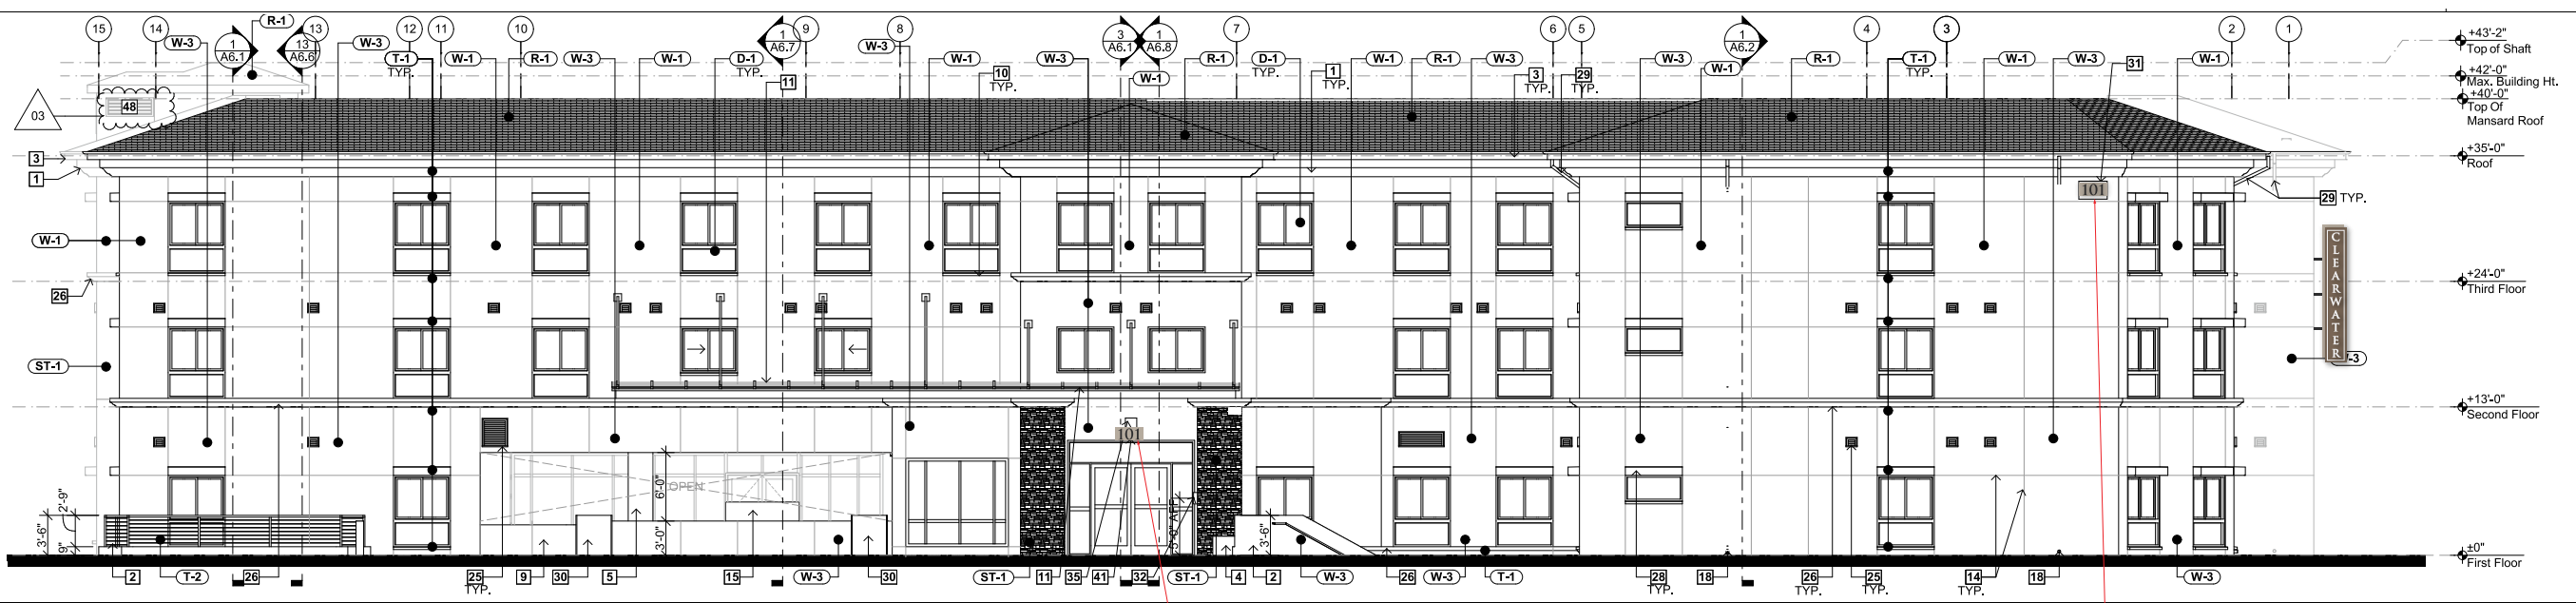 15 14 13 12 11 10 9 8 7 6 5 4 3 2 1
R-1
1 A6.1
13 A6.6
1 A6.7
3 A6.1
1 A6.8
1 A6.2
W-3
W-3
T-1
TYP.
W-1
R-1
W-3
W-1
D-1
TYP.
11
W-3
W-1
10
TYP.
W-3
W-1
R-1
D-1
TYP.
1
TYP.
W-1
R-1
W-3
3
TYP.
29
TYP.
W-3
W-1
R-1
T-1
TYP.
W-1
W-3
31
W-1
+43'-2"
Top of Shaft
+42'-0"
Max. Building Ht.
+40'-0"
Top Of
Mansard Roof
+35'-0"
Roof
+24'-0"
Third Floor
+13'-0"
Second Floor
±0"
First Floor
48
03
3
1
W-1
26
ST-1
101
29 TYP.
CLEARWATER
W-3
101
OPEN
6'-0"
3'-0"
2'-9"
3'-6"
9"
5'-0" AFF
3'-6"
2
T-2
26
25
TYP.
9
30
5
15
W-3
30
ST-1
11
35
41
32
ST-1
4
2
W-3
26
W-3
T-1
28
TYP.
18
26
TYP.
25
TYP.
14
TYP.
18
W-3